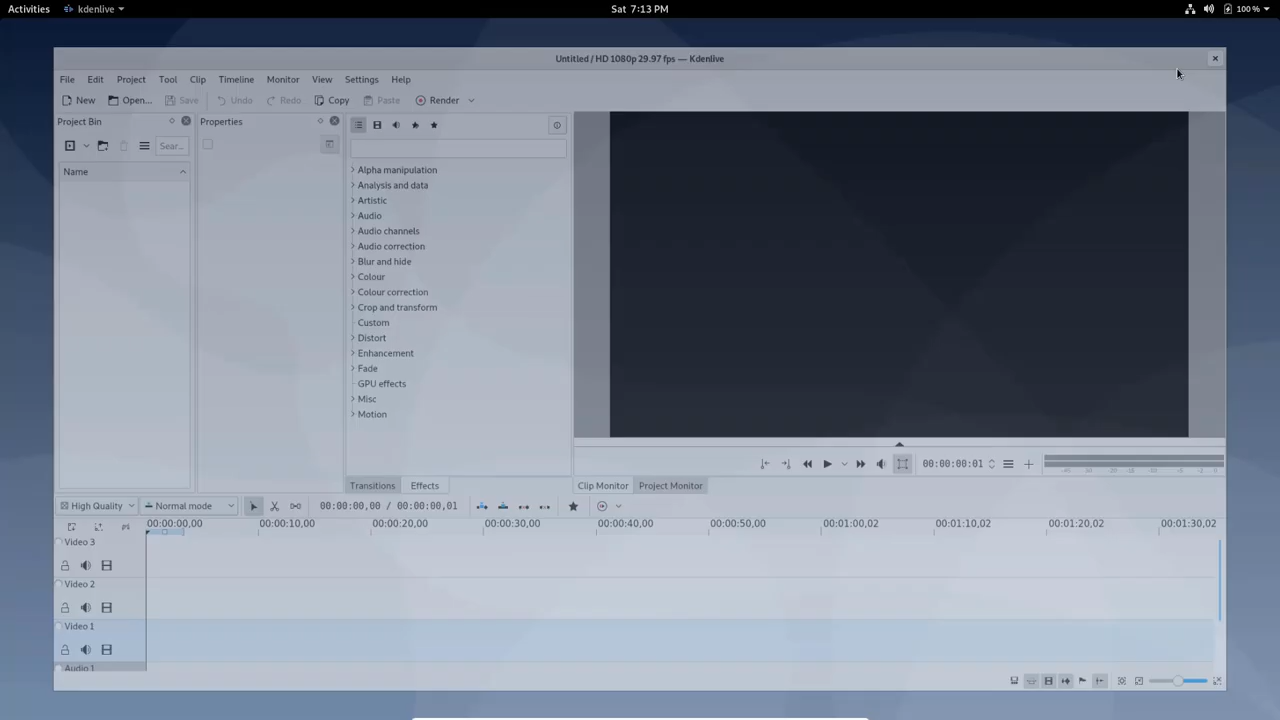 Activities
kdenlive
Sat 7:13 PM
100 %
Untitled / HD 1080p 29.97 fps — Kdenlive
File Edit Project Tool Clip Timeline Monitor View Settings Help
New Open... Save Undo Redo Copy Paste Render
Project Bin
Sear...
Name
Properties
Alpha manipulation
Analysis and data
Artistic
Audio
Audio channels
Audio correction
Blur and hide
Colour
Colour correction
Crop and transform
Custom
Distort
Enhancement
Fade
GPU effects
Misc
Motion
Transitions Effects
00:00:00:01
Clip Monitor Project Monitor
High Quality Normal mode 00:00:00,00 / 00:00:00,01
00:00:00,00 00:00:10,00 00:00:20,00 00:00:30,00 00:00:40,00 00:00:50,00 00:01:00,02 00:01:10,02 00:01:20,02 00:01:30,02
Video 3
Video 2
Video 1
Audio 1